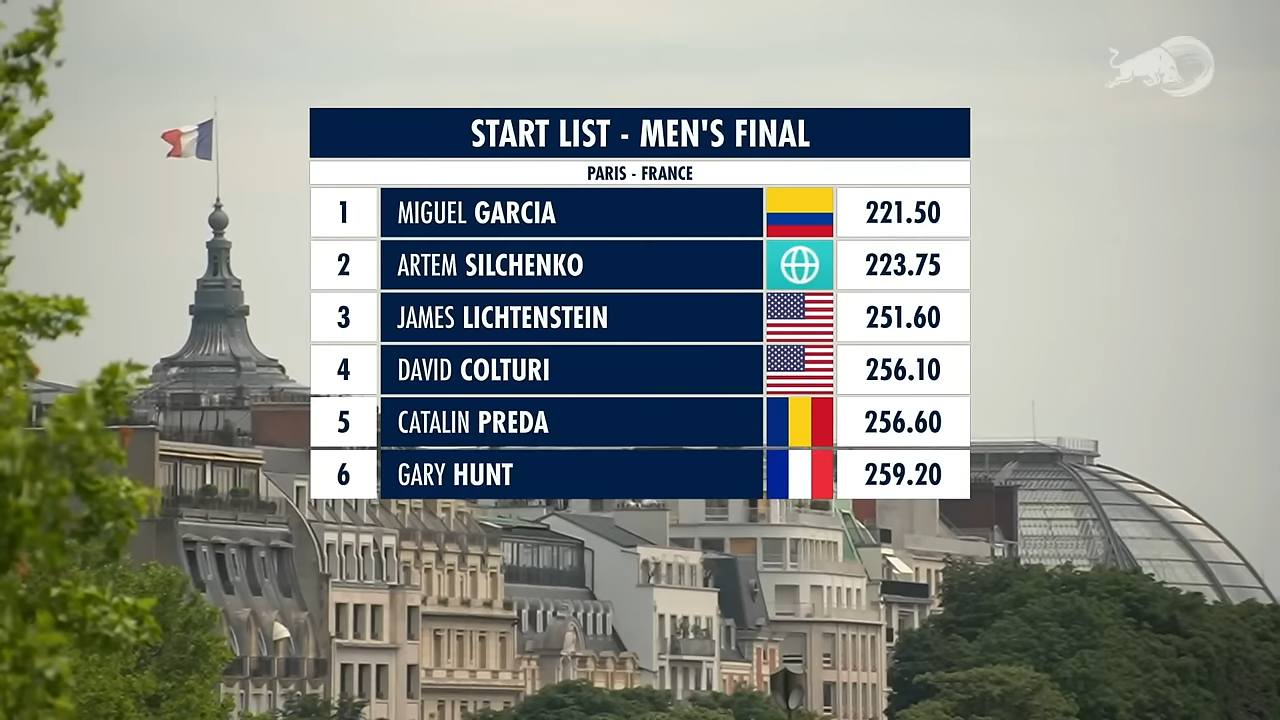 START LIST - MEN'S FINAL
PARIS - FRANCE
1 MIGUEL GARCIA 221.50
2 ARTEM SILCHENKO 223.75
3 JAMES LICHTENSTEIN 251.60
4 DAVID COLTURI 256.10
5 CATALIN PREDA 256.60
6 GARY HUNT 259.20